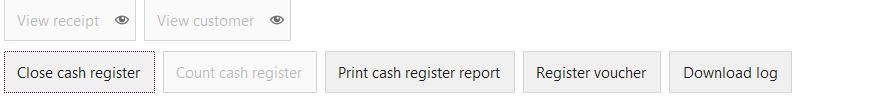 View receipt View customer
Close cash register Count cash register Print cash register report Register voucher Download log